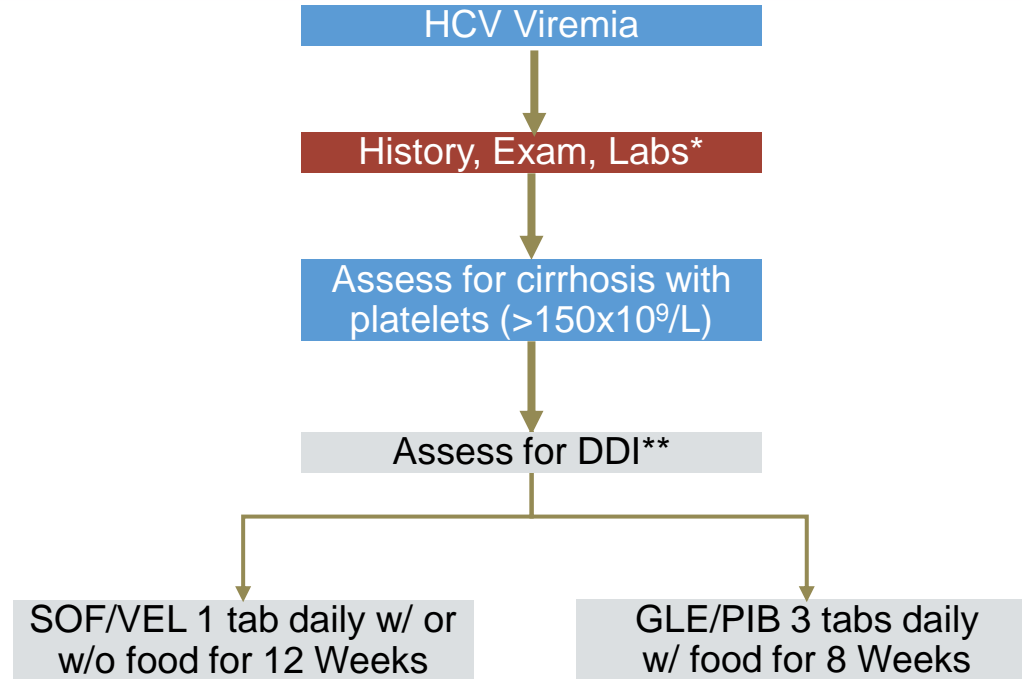 HCV Viremia
History, Exam, Labs*
Assess for cirrhosis with
platelets (>150x10⁹/L)
Assess for DDI**
SOF/VEL 1 tab daily w/ or
w/o food for 12 Weeks
GLE/PIB 3 tabs daily
w/ food for 8 Weeks